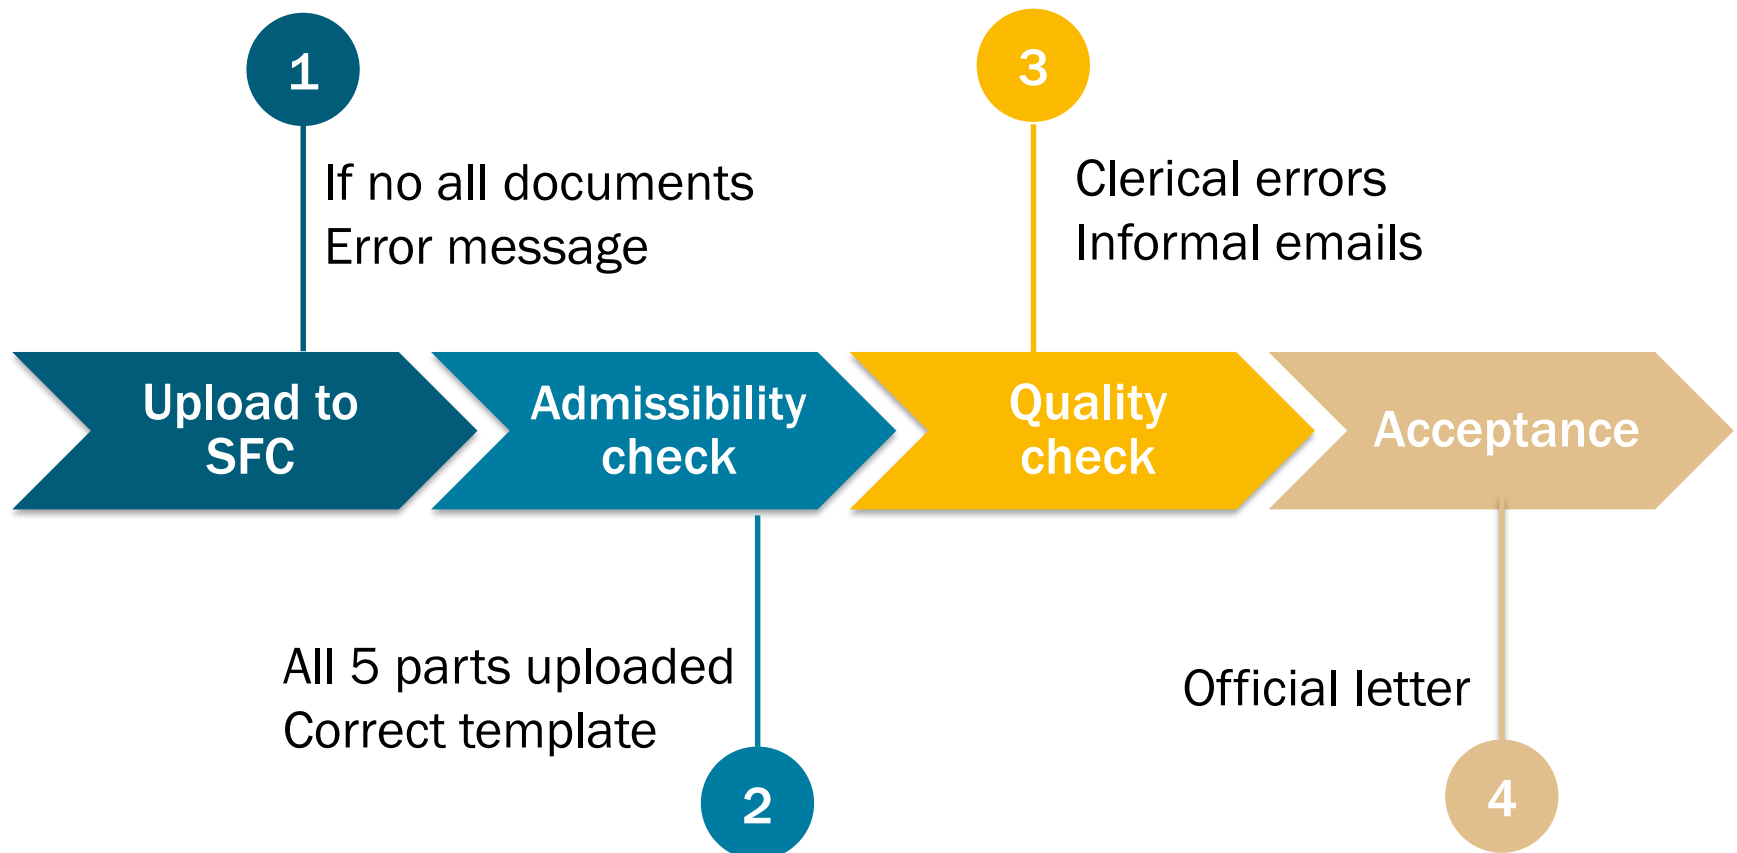 1
If no all documents
Error message
3
Clerical errors
Informal emails
Upload to
SFC
Admissibility
check
Quality
check
Acceptance
All 5 parts uploaded
Correct template
2
Official letter
4